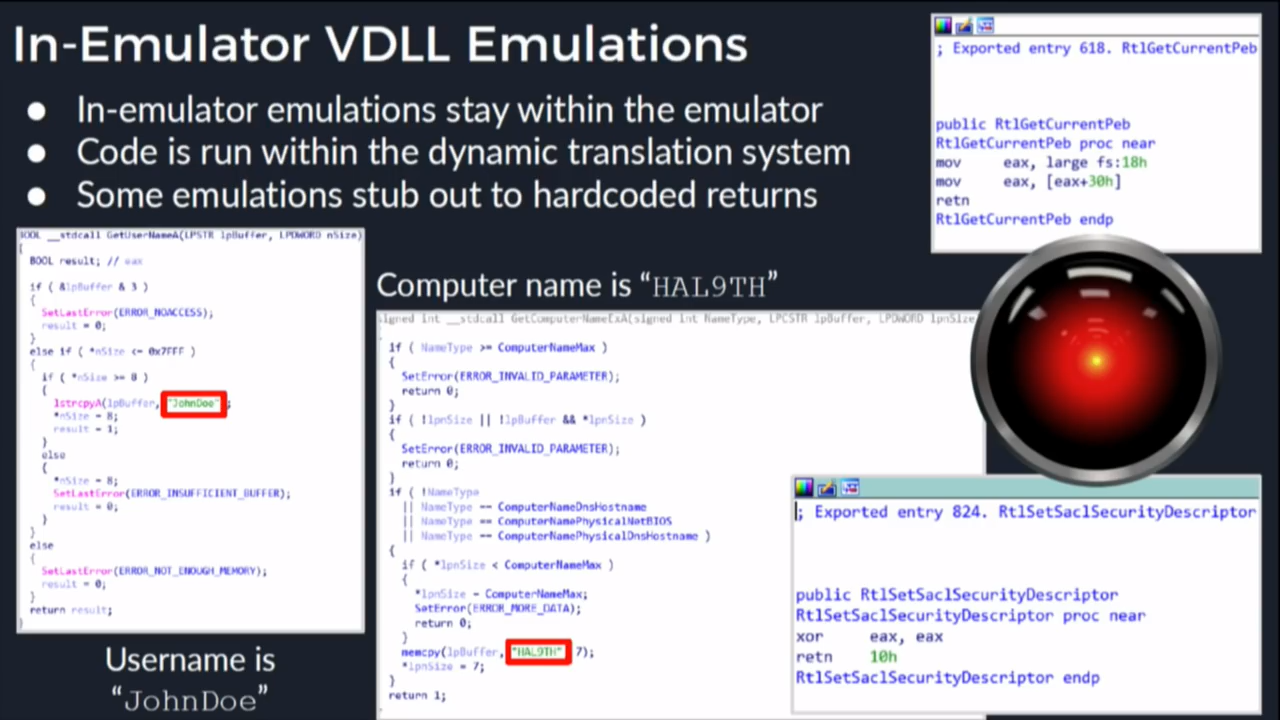 In-Emulator VDLL Emulations
● In-emulator emulations stay within the emulator
● Code is run within the dynamic translation system
● Some emulations stub out to hardcoded returns
; Exported entry 618. RtlGetCurrentPeb
public RtlGetCurrentPeb
RtlGetCurrentPeb proc near
mov eax, large fs:18h
mov eax, [eax+30h]
retn
RtlGetCurrentPeb endp
BOOL __stdcall GetUserNameA(LPSTR lpBuffer, LPDWORD nSize)
{
BOOL result; // eax
if ( &lpBuffer & 3 )
{
SetLastError(ERROR_NOACCESS);
result = 0;
}
else if ( *nSize <= 0x7FFF )
{
if ( *nSize >= 8 )
{
lstrcpyA(lpBuffer, "JohnDoe");
*nSize = 8;
result = 1;
}
else
{
*nSize = 8;
SetLastError(ERROR_INSUFFICIENT_BUFFER);
result = 0;
}
}
else
{
SetLastError(ERROR_NOT_ENOUGH_MEMORY);
result = 0;
}
return result;
}
Username is
“JohnDoe”
Computer name is “HAL9TH”
signed int __stdcall GetComputerNameExA(signed int NameType, LPCSTR lpBuffer, LPDWORD lpnSize
if ( NameType >= ComputerNameMax )
{
SetError(ERROR_INVALID_PARAMETER);
return 0;
}
if ( !lpnSize || !lpBuffer && *lpnSize )
{
SetError(ERROR_INVALID_PARAMETER);
return 0;
}
if ( !NameType
|| NameType == ComputerNameDnsHostname
|| NameType == ComputerNamePhysicalNetBIOS
|| NameType == ComputerNamePhysicalDnsHostname )
{
if ( *lpnSize < ComputerNameMax )
{
*lpnSize = ComputerNameMax;
SetError(ERROR_MORE_DATA);
return 0;
}
memcpy(lpBuffer, "HAL9TH", 7);
*lpnSize = 7;
}
return 1;
; Exported entry 824. RtlSetSaclSecurityDescriptor
public RtlSetSaclSecurityDescriptor
RtlSetSaclSecurityDescriptor proc near
xor eax, eax
retn 10h
RtlSetSaclSecurityDescriptor endp